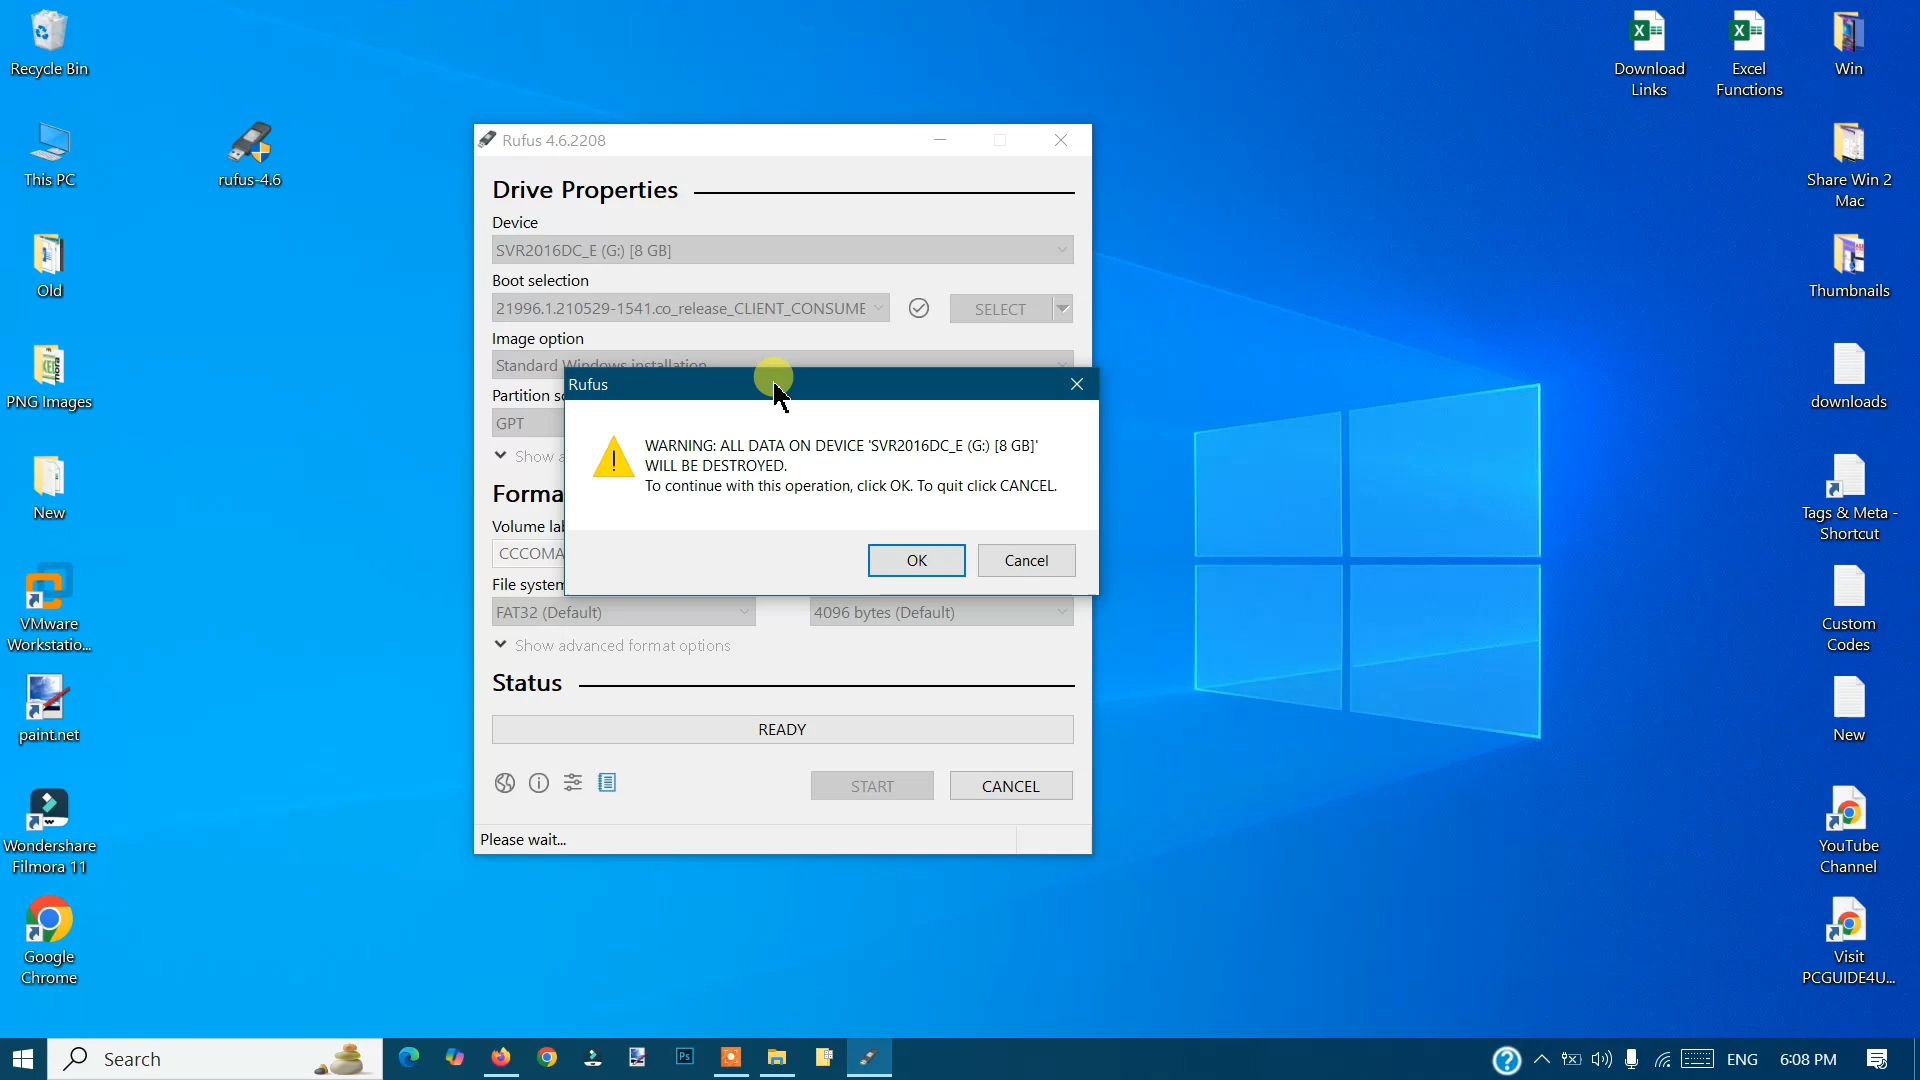 Recycle Bin
This PC
rufus-4.6
Old
PNG Images
New
VMware
Workstatio...
paint.net
Wondershare
Filmora 11
Google
Chrome
Rufus 4.6.2208
Drive Properties
Device
SVR2016DC_E (G:) [8 GB]
Boot selection
21996.1.210529-1541.co_release_CLIENT_CONSUME
SELECT
Image option
Standard Windows installation
Partition s
GPT
Show a
Forma
Volume lab
CCCOMA
File system
FAT32 (Default)
4096 bytes (Default)
Show advanced format options
Status
READY
START
CANCEL
Please wait...
Rufus
WARNING: ALL DATA ON DEVICE 'SVR2016DC_E (G:) [8 GB]'
WILL BE DESTROYED.
To continue with this operation, click OK. To quit click CANCEL.
OK
Cancel
Download
Links
Excel
Functions
Win
Share Win 2
Mac
Thumbnails
downloads
Tags & Meta -
Shortcut
Custom
Codes
New
YouTube
Channel
Visit
PCGUIDE4U...
Search
Ps
ENG
6:08 PM